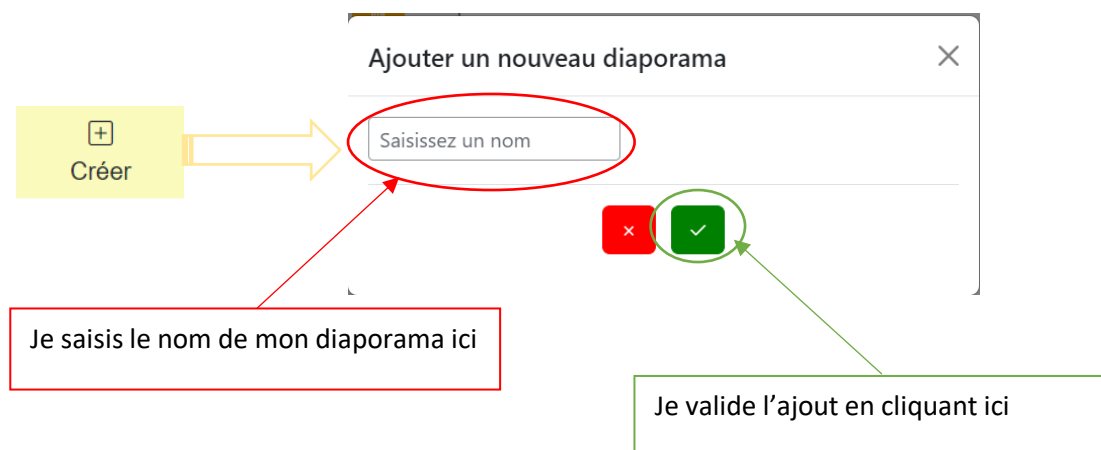 Ajouter un nouveau diaporama
Créer
Saisissez un nom
Je saisis le nom de mon diaporama ici
Je valide l’ajout en cliquant ici